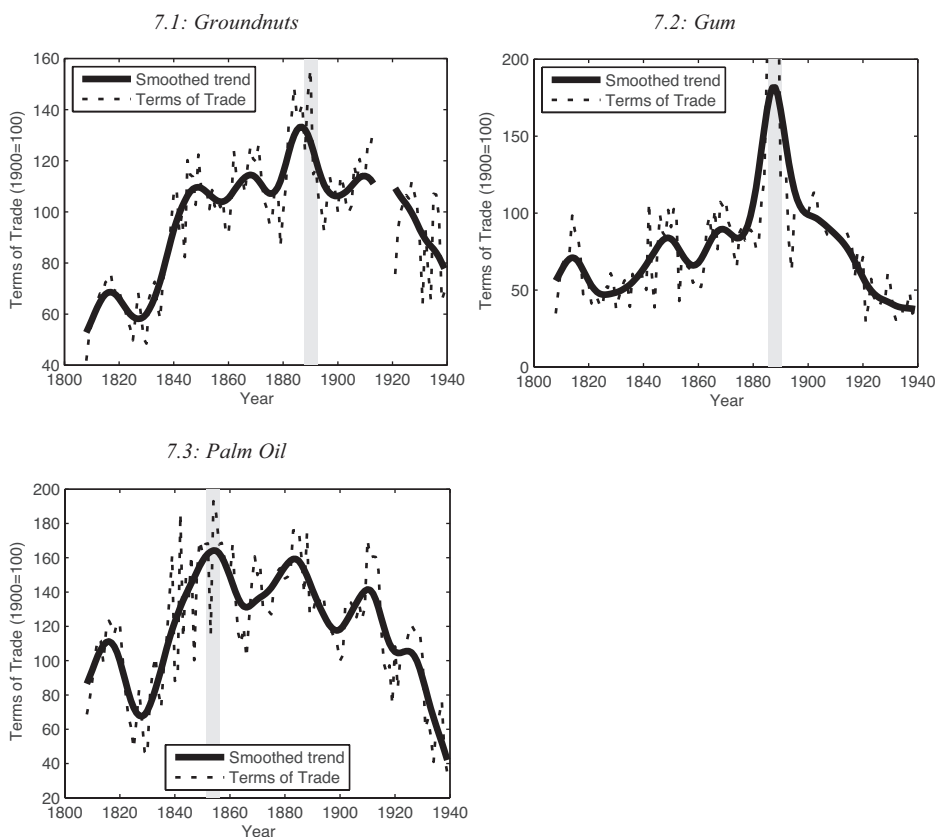 7.1: Groundnuts
160
140
120
100
80
60
40
Terms of Trade (1900=100)
Smoothed trend
Terms of Trade
1800 1820 1840 1860 1880 1900 1920 1940
Year
7.2: Gum
200
150
100
50
0
Terms of Trade (1900=100)
Smoothed trend
Terms of Trade
1800 1820 1840 1860 1880 1900 1920 1940
Year
7.3: Palm Oil
200
180
160
140
120
100
80
60
40
20
Terms of Trade (1900=100)
Smoothed trend
Terms of Trade
1800 1820 1840 1860 1880 1900 1920 1940
Year